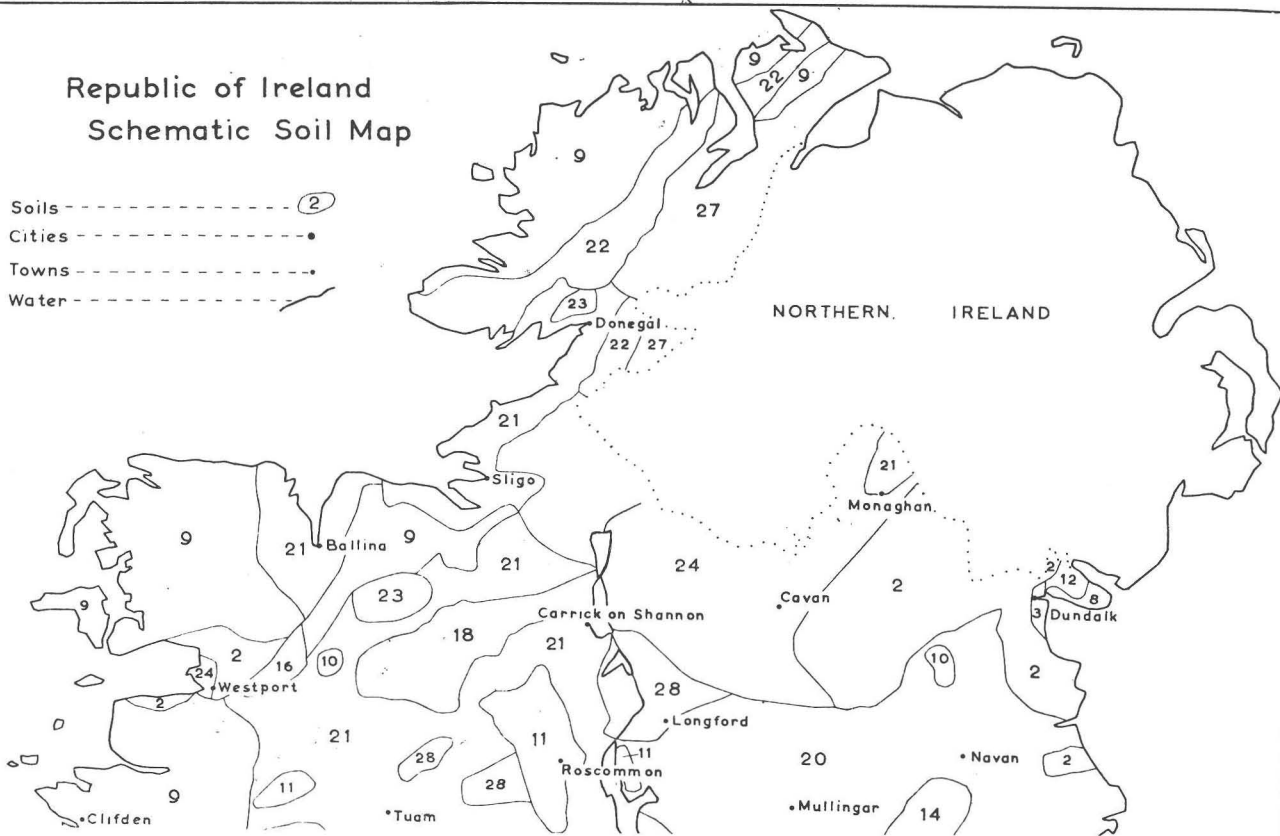 Republic of Ireland
Schematic Soil Map
Soils 2
Cities
Towns
Water
9
22
9
9
27
22
23
NORTHERN. IRELAND
Donegal
22
27
21
21
Sligo
Monaghan.
9
21
Ballina
9
21
24
2
2
12
8
23
Cavan
9
3
Dundalk
Carrick on Shannon
18
21
2
16
10
10
2
24
Westport
28
2
Longford
21
11
20
28
11
Navan
2
Roscommon
28
11
9
Mullingar
14
Clifden
Tuam